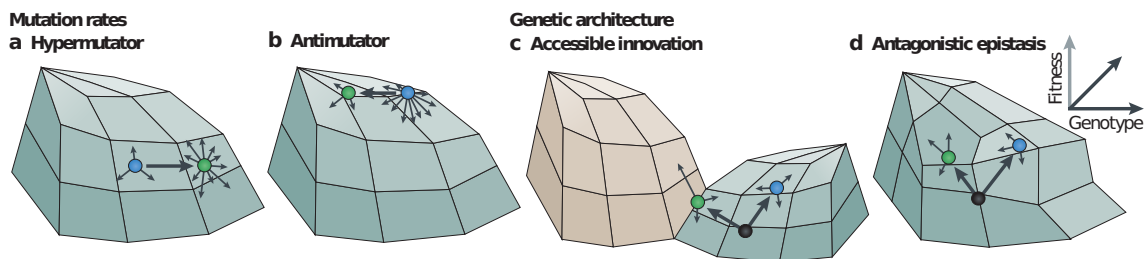 Mutation rates
a Hypermutator
b Antimutator
Genetic architecture
c Accessible innovation
d Antagonistic epistasis
Fitness
Genotype